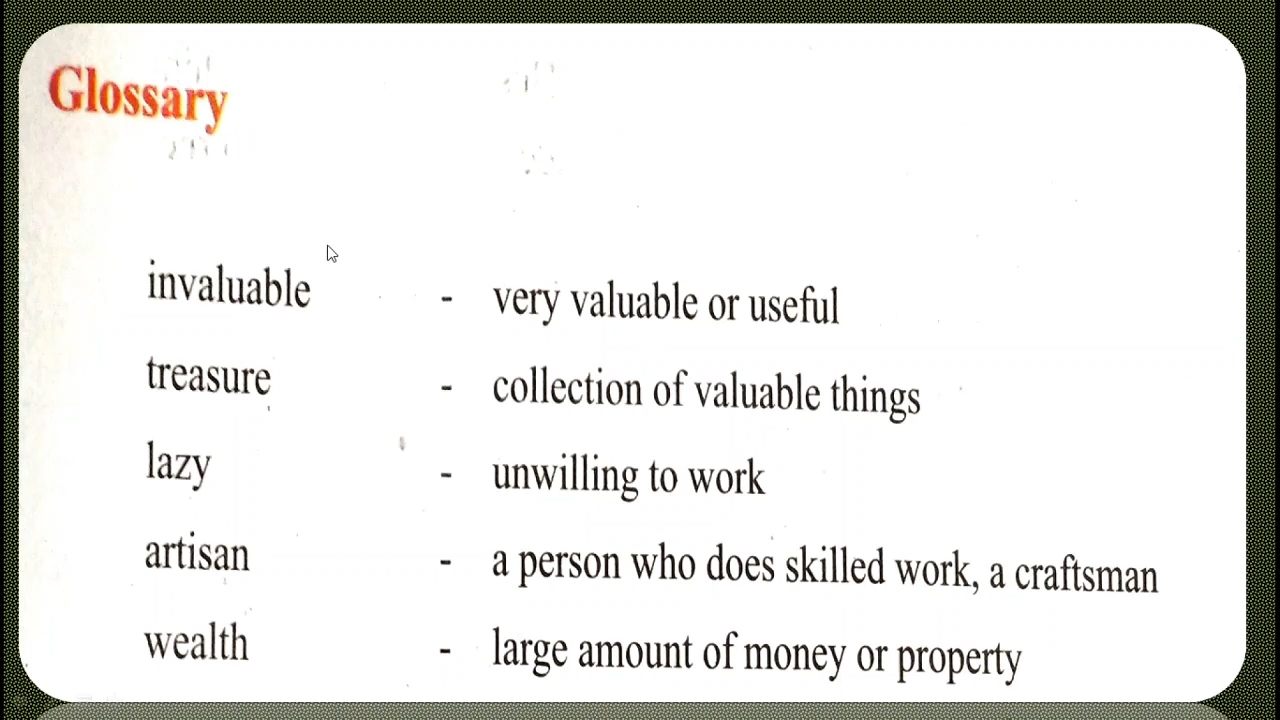 Glossary
invaluable - very valuable or useful
treasure - collection of valuable things
lazy - unwilling to work
artisan - a person who does skilled work, a craftsman
wealth - large amount of money or property